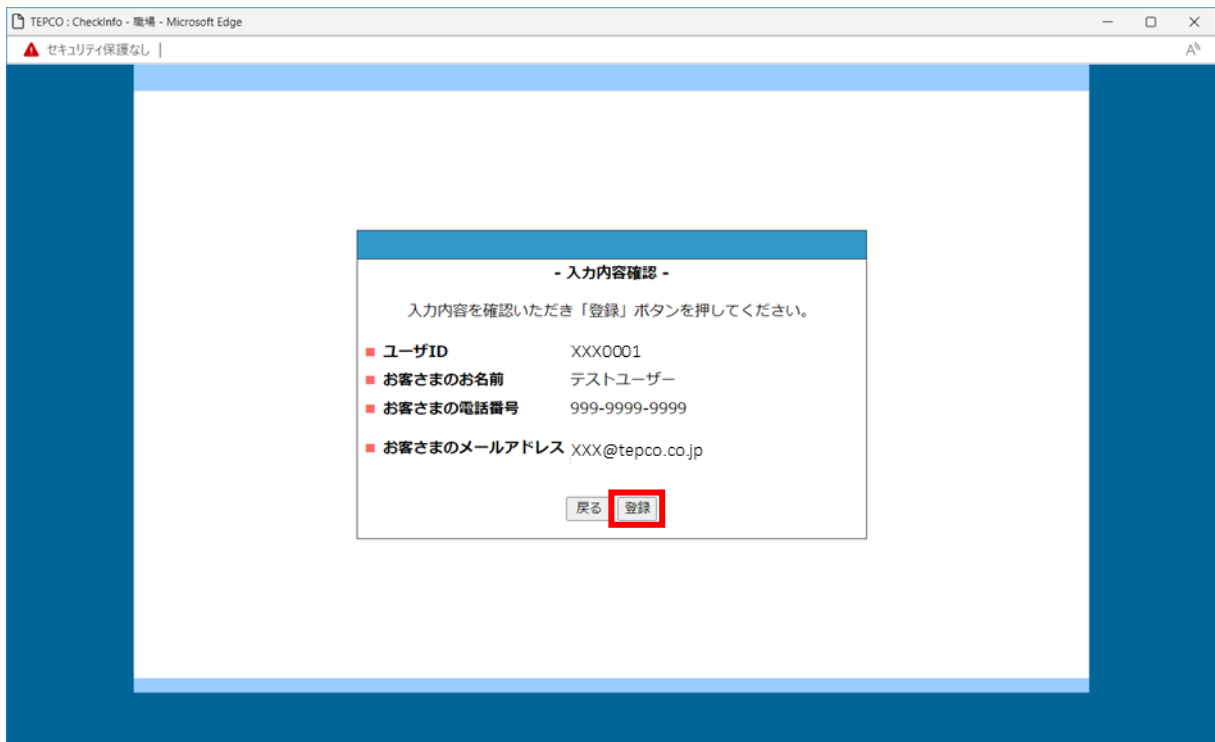 TEPCO : CheckInfo - 職場 - Microsoft Edge
セキュリティ保護なし
- 入力内容確認 -
入力内容を確認いただき「登録」ボタンを押してください。
ユーザID XXX0001
お客さまのお名前 テストユーザー
お客さまの電話番号 999-9999-9999
お客さまのメールアドレス XXX@tepco.co.jp
戻る 登録